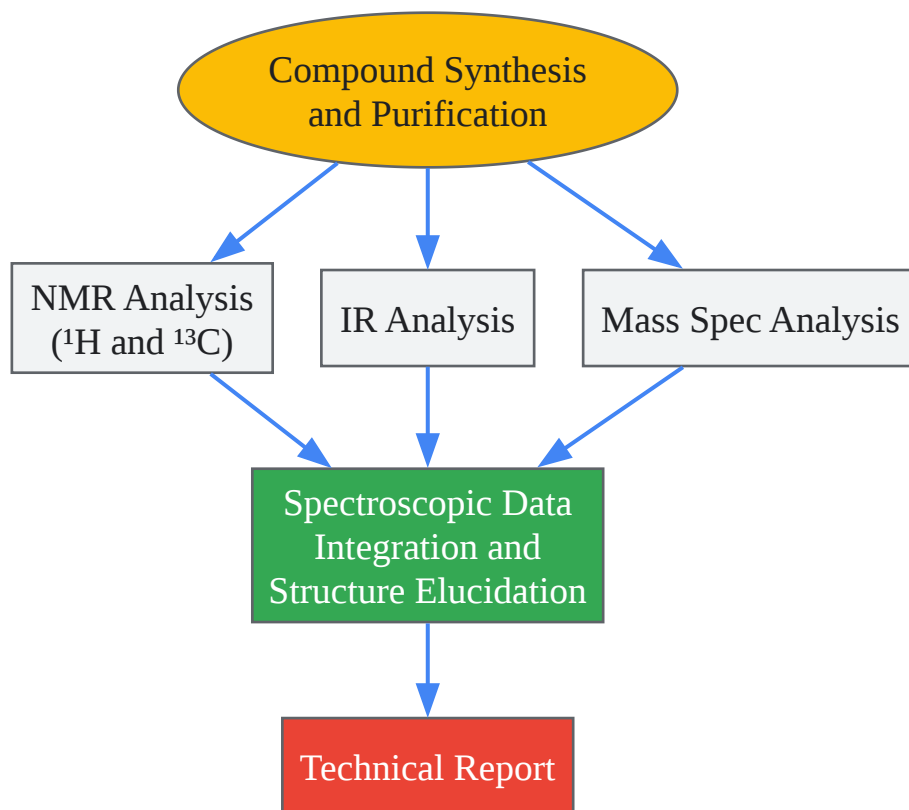 Compound Synthesis
and Purification
NMR Analysis
(¹H and ¹³C)
IR Analysis
Mass Spec Analysis
Spectroscopic Data
Integration and
Structure Elucidation
Technical Report